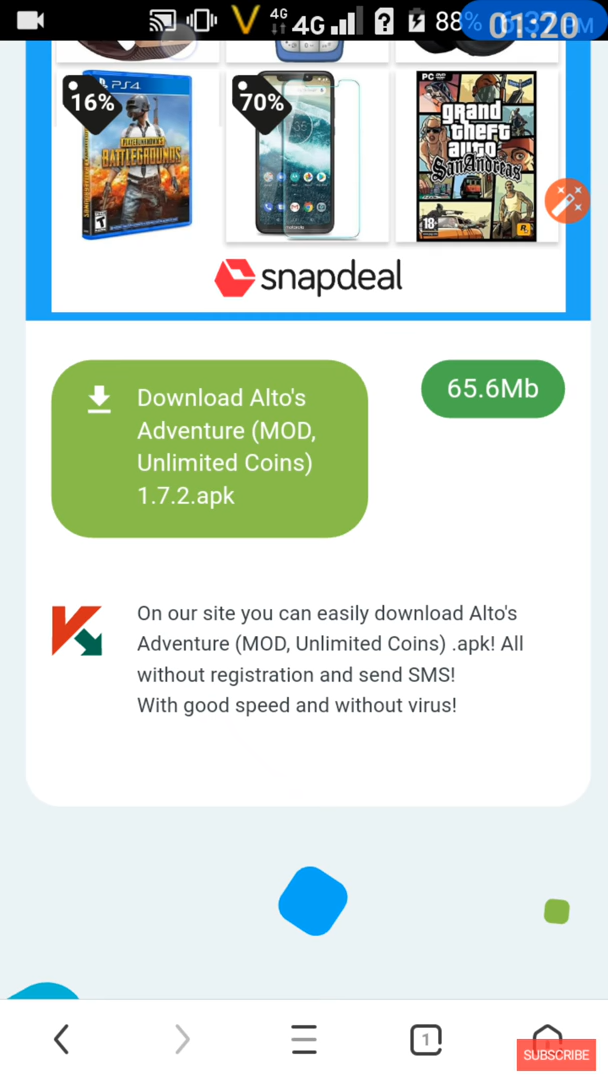 4G 4G 88% 01:20
16%
PS4
BATTLEGROUNDS
70%
PC
grand
theft
auto
San Andreas
18+
snapdeal
Download Alto's
Adventure (MOD,
Unlimited Coins)
1.7.2.apk
65.6Mb
On our site you can easily download Alto's
Adventure (MOD, Unlimited Coins) .apk! All
without registration and send SMS!
With good speed and without virus!
1
SUBSCRIBE